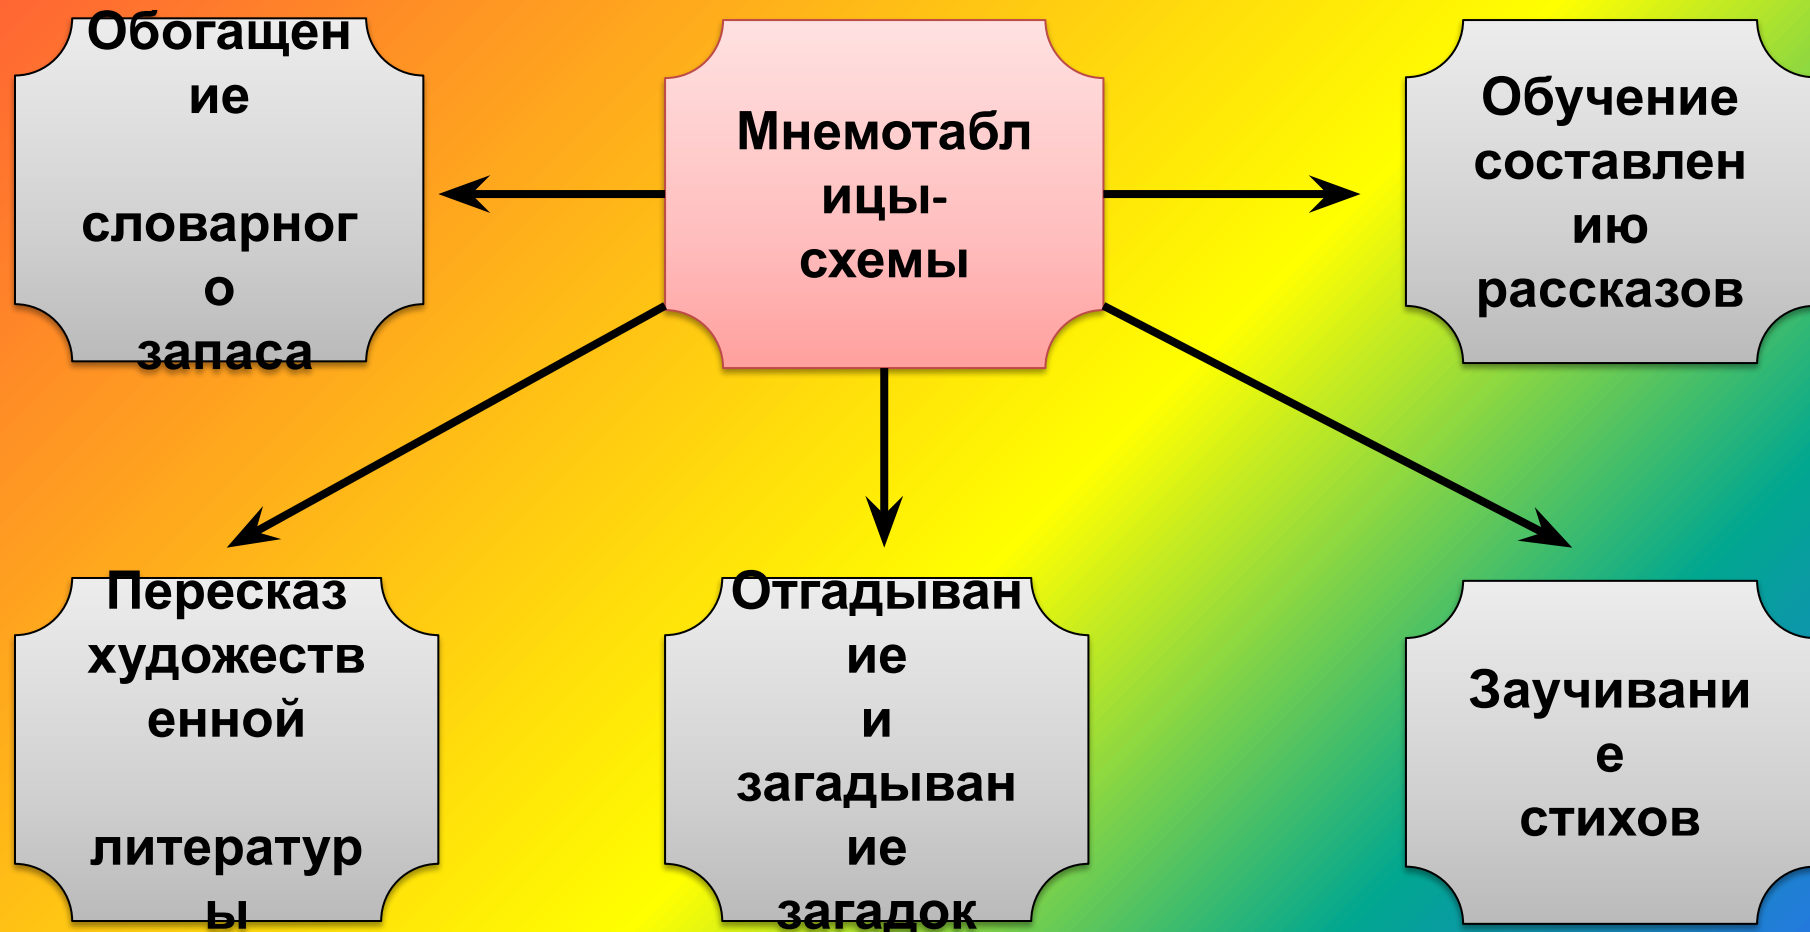 Обогащен
ие
словарног
о
запаса
Мнемотабл
ицы-
схемы
Обучение
составлен
ию
рассказов
Пересказ
художеств
енной
литератур
ы
Отгадыван
ие
и
загадыван
ие
загадок
Заучивани
е
стихов